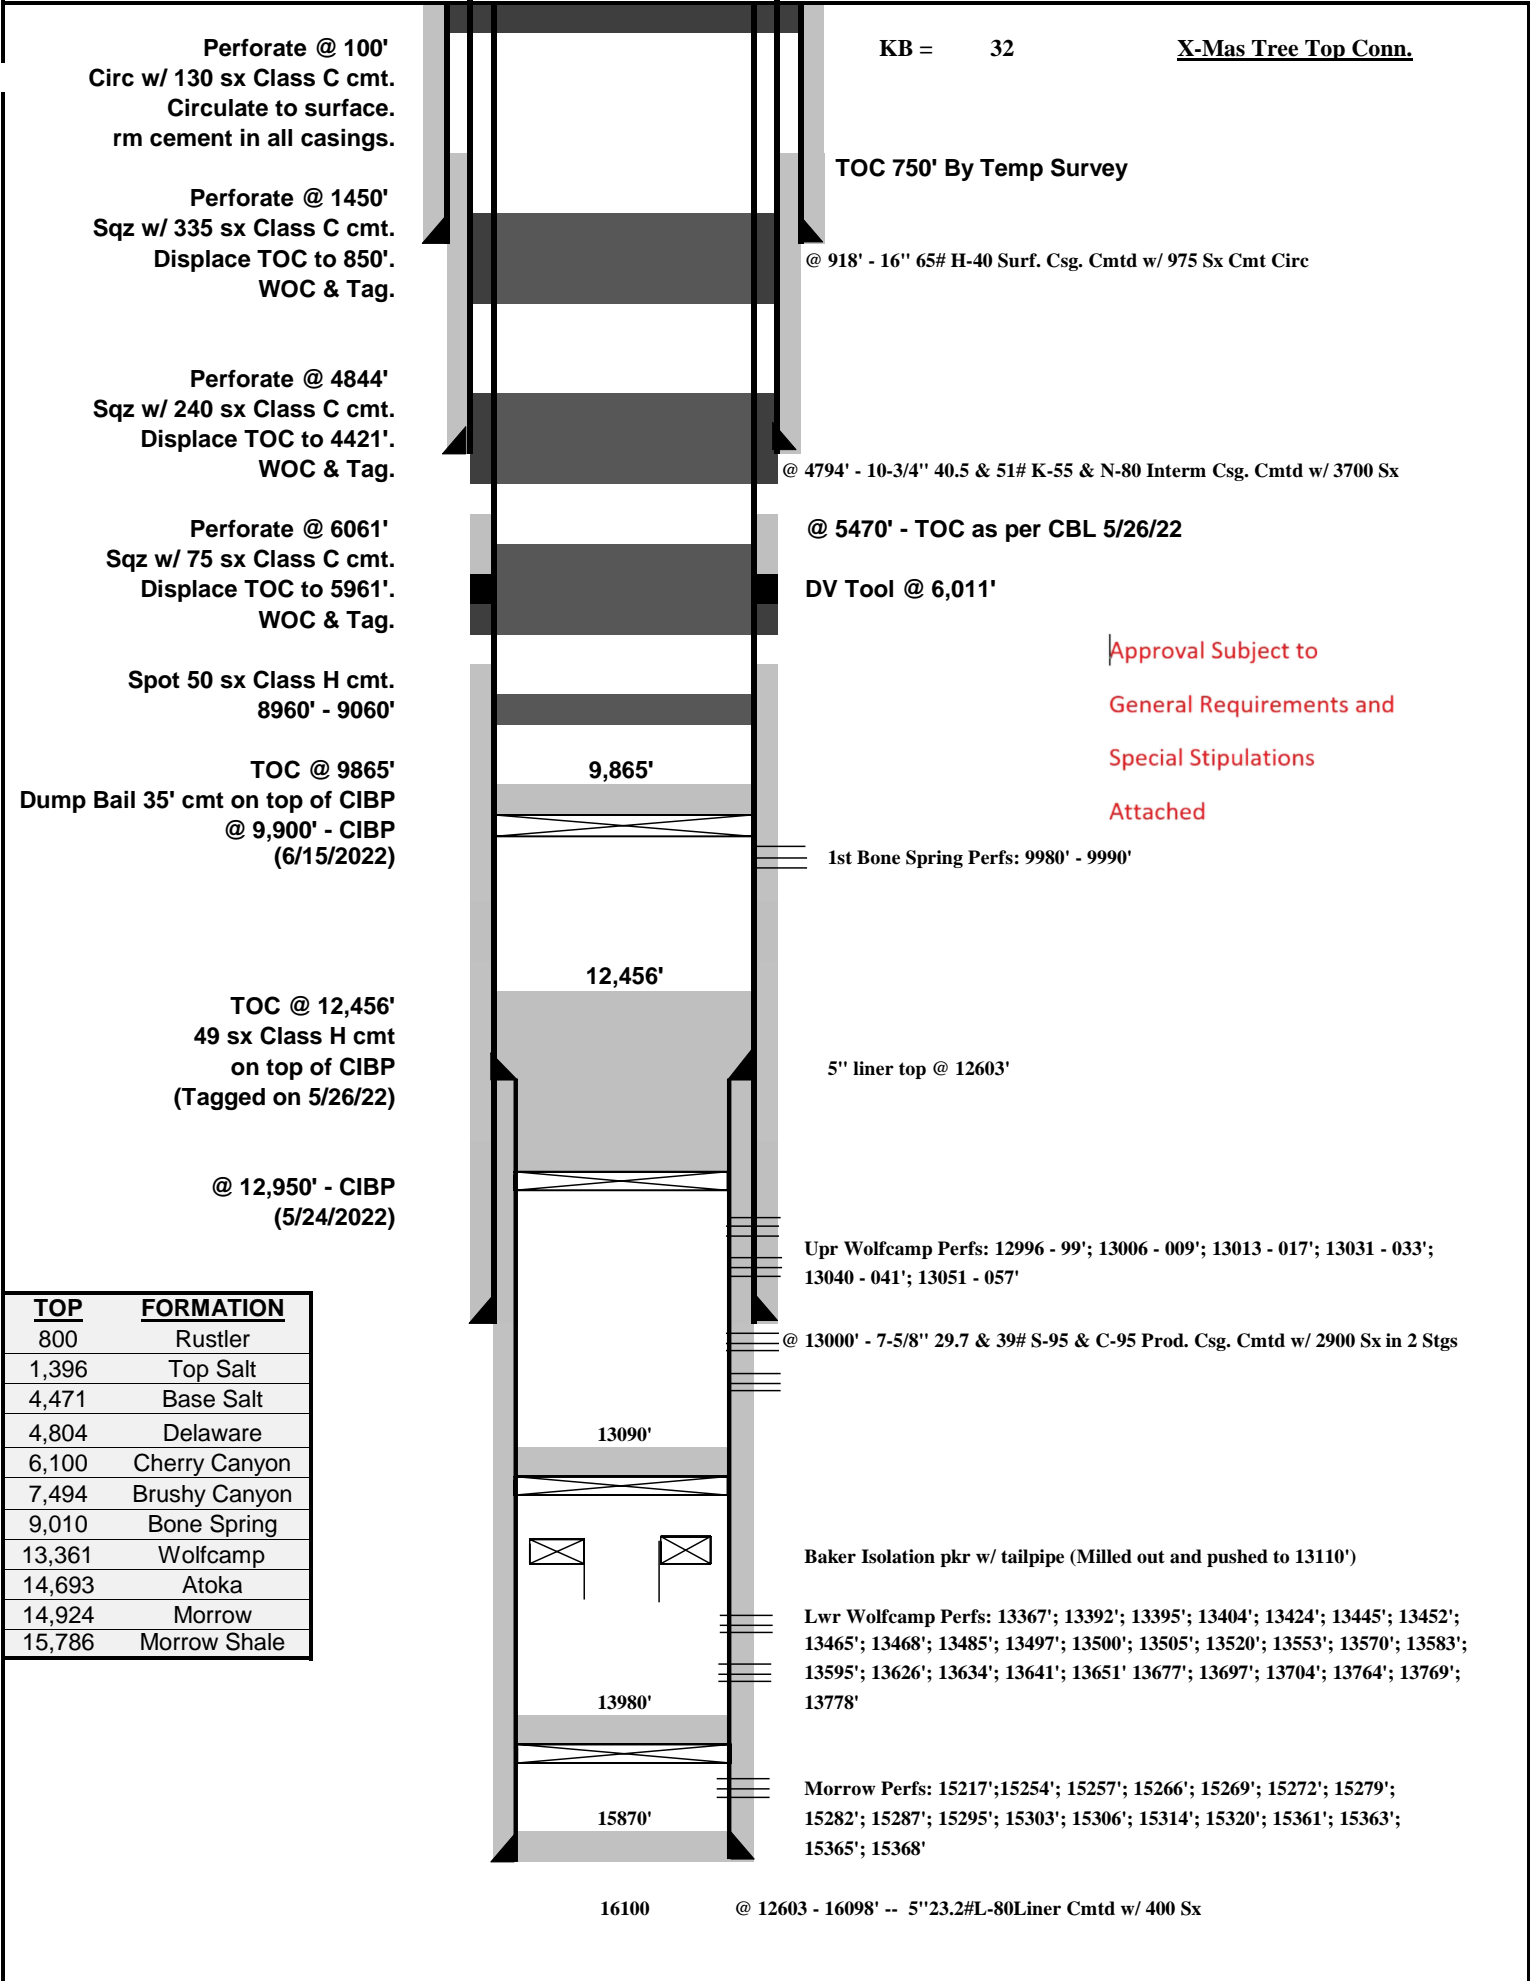 Perforate @ 100'
Circ w/ 130 sx Class C cmt.
Circulate to surface.
rm cement in all casings.
KB = 32
X-Mas Tree Top Conn.
TOC 750' By Temp Survey
Perforate @ 1450'
Sqz w/ 335 sx Class C cmt.
Displace TOC to 850'.
WOC & Tag.
@ 918' - 16" 65# H-40 Surf. Csg. Cmtd w/ 975 Sx Cmt Circ
Perforate @ 4844'
Sqz w/ 240 sx Class C cmt.
Displace TOC to 4421'.
WOC & Tag.
@ 4794' - 10-3/4" 40.5 & 51# K-55 & N-80 Interm Csg. Cmtd w/ 3700 Sx
Perforate @ 6061'
Sqz w/ 75 sx Class C cmt.
Displace TOC to 5961'.
WOC & Tag.
@ 5470' - TOC as per CBL 5/26/22
DV Tool @ 6,011'
Approval Subject to
General Requirements and
Special Stipulations
Attached
Spot 50 sx Class H cmt.
8960' - 9060'
TOC @ 9865'
Dump Bail 35' cmt on top of CIBP
@ 9,900' - CIBP
(6/15/2022)
9,865'
1st Bone Spring Perfs: 9980' - 9990'
12,456'
TOC @ 12,456'
49 sx Class H cmt
on top of CIBP
(Tagged on 5/26/22)
5" liner top @ 12603'
@ 12,950' - CIBP
(5/24/2022)
Upr Wolfcamp Perfs: 12996 - 99'; 13006 - 009'; 13013 - 017'; 13031 - 033';
13040 - 041'; 13051 - 057'
@ 13000' - 7-5/8" 29.7 & 39# S-95 & C-95 Prod. Csg. Cmtd w/ 2900 Sx in 2 Stgs
TOP FORMATION
800 Rustler
1,396 Top Salt
4,471 Base Salt
4,804 Delaware
6,100 Cherry Canyon
7,494 Brushy Canyon
9,010 Bone Spring
13,361 Wolfcamp
14,693 Atoka
14,924 Morrow
15,786 Morrow Shale
13090'
Baker Isolation pkr w/ tailpipe (Milled out and pushed to 13110')
Lwr Wolfcamp Perfs: 13367'; 13392'; 13395'; 13404'; 13424'; 13445'; 13452';
13465'; 13468'; 13485'; 13497'; 13500'; 13505'; 13520'; 13553'; 13570'; 13583';
13595'; 13626'; 13634'; 13641'; 13651' 13677'; 13697'; 13704'; 13764'; 13769';
13778'
13980'
Morrow Perfs: 15217';15254'; 15257'; 15266'; 15269'; 15272'; 15279';
15282'; 15287'; 15295'; 15303'; 15306'; 15314'; 15320'; 15361'; 15363';
15365'; 15368'
15870'
16100
@ 12603 - 16098' -- 5"23.2#L-80Liner Cmtd w/ 400 Sx